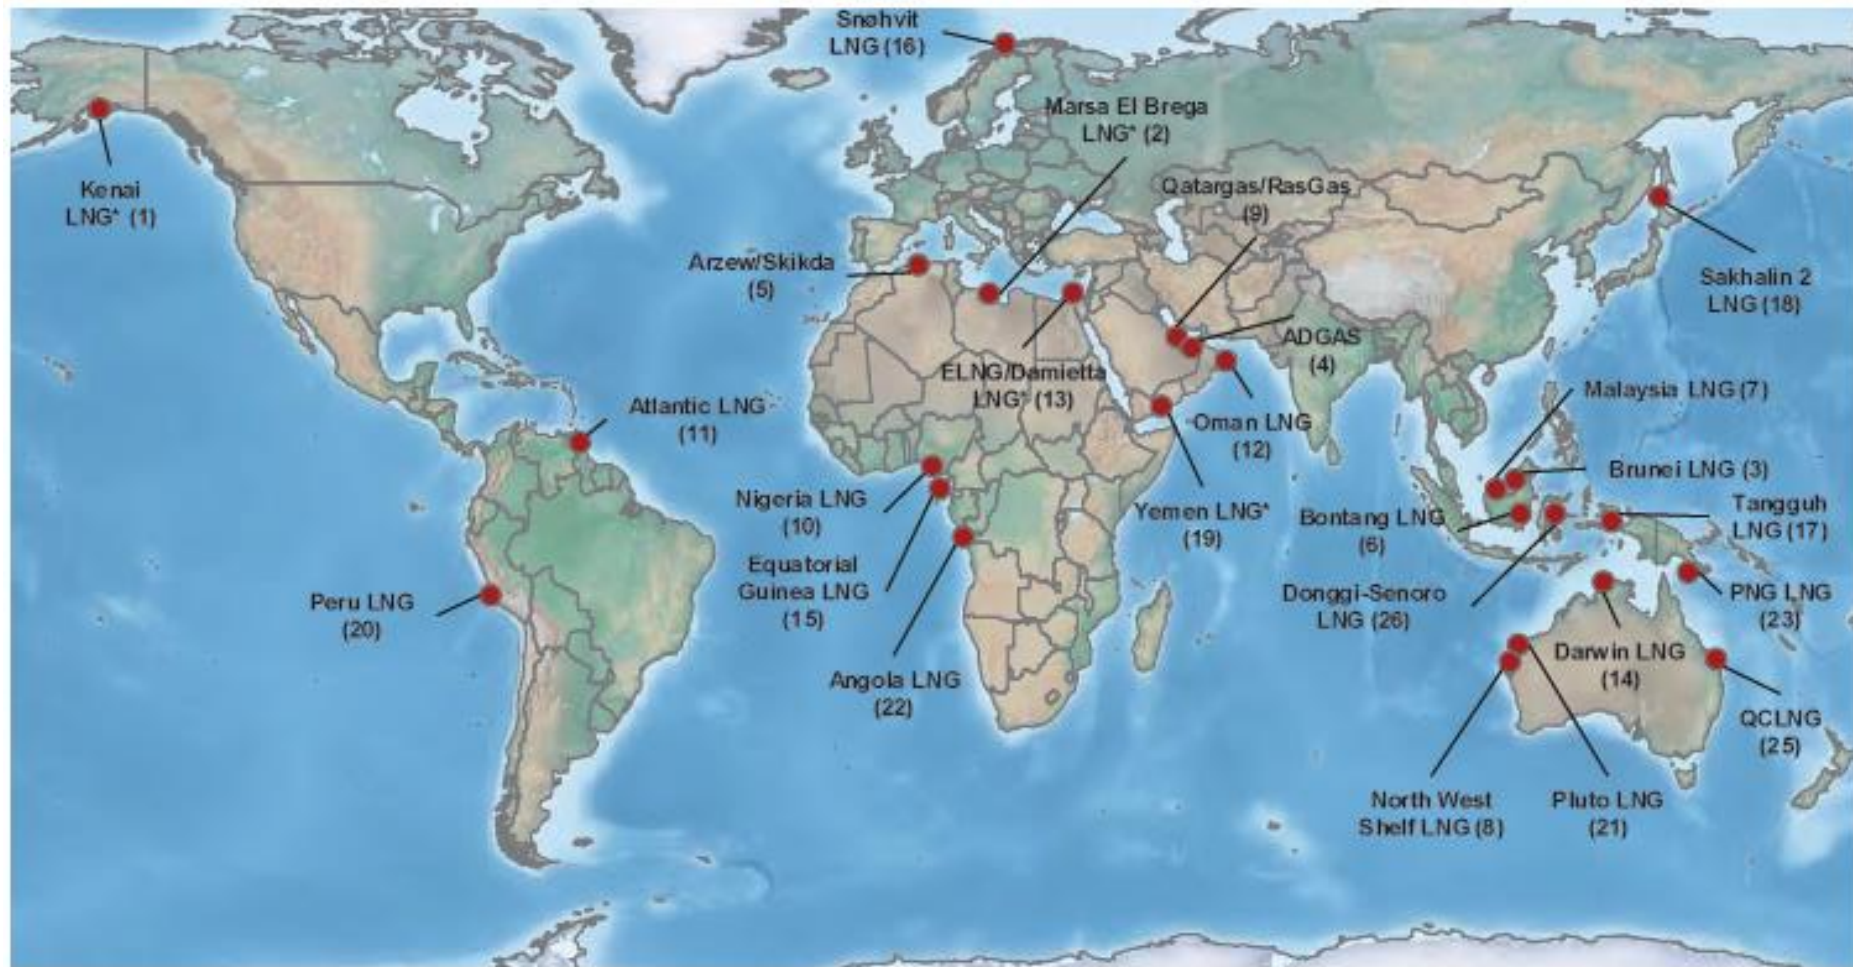 Snøhvit
LNG (16)
Marsa El Brega
LNG* (2)
Kenai
LNG* (1)
Qatargas/RasGas
(9)
Arzew/Skikda
(5)
Sakhalin 2
LNG (18)
ADGAS
(4)
ELNG/Damietta
LNG* (13)
Malaysia LNG (7)
Atlantic LNG
(11)
Oman LNG
(12)
Brunei LNG (3)
Nigeria LNG
(10)
Yemen LNG*
(19)
Bontang LNG
(6)
Tangguh
LNG (17)
Equatorial
Guinea LNG
(15)
Peru LNG
(20)
Donggi-Senoro
LNG (26)
PNG LNG
(23)
Angola LNG
(22)
Darwin LNG
(14)
QCLNG
(25)
North West
Shelf LNG (8)
Pluto LNG
(21)